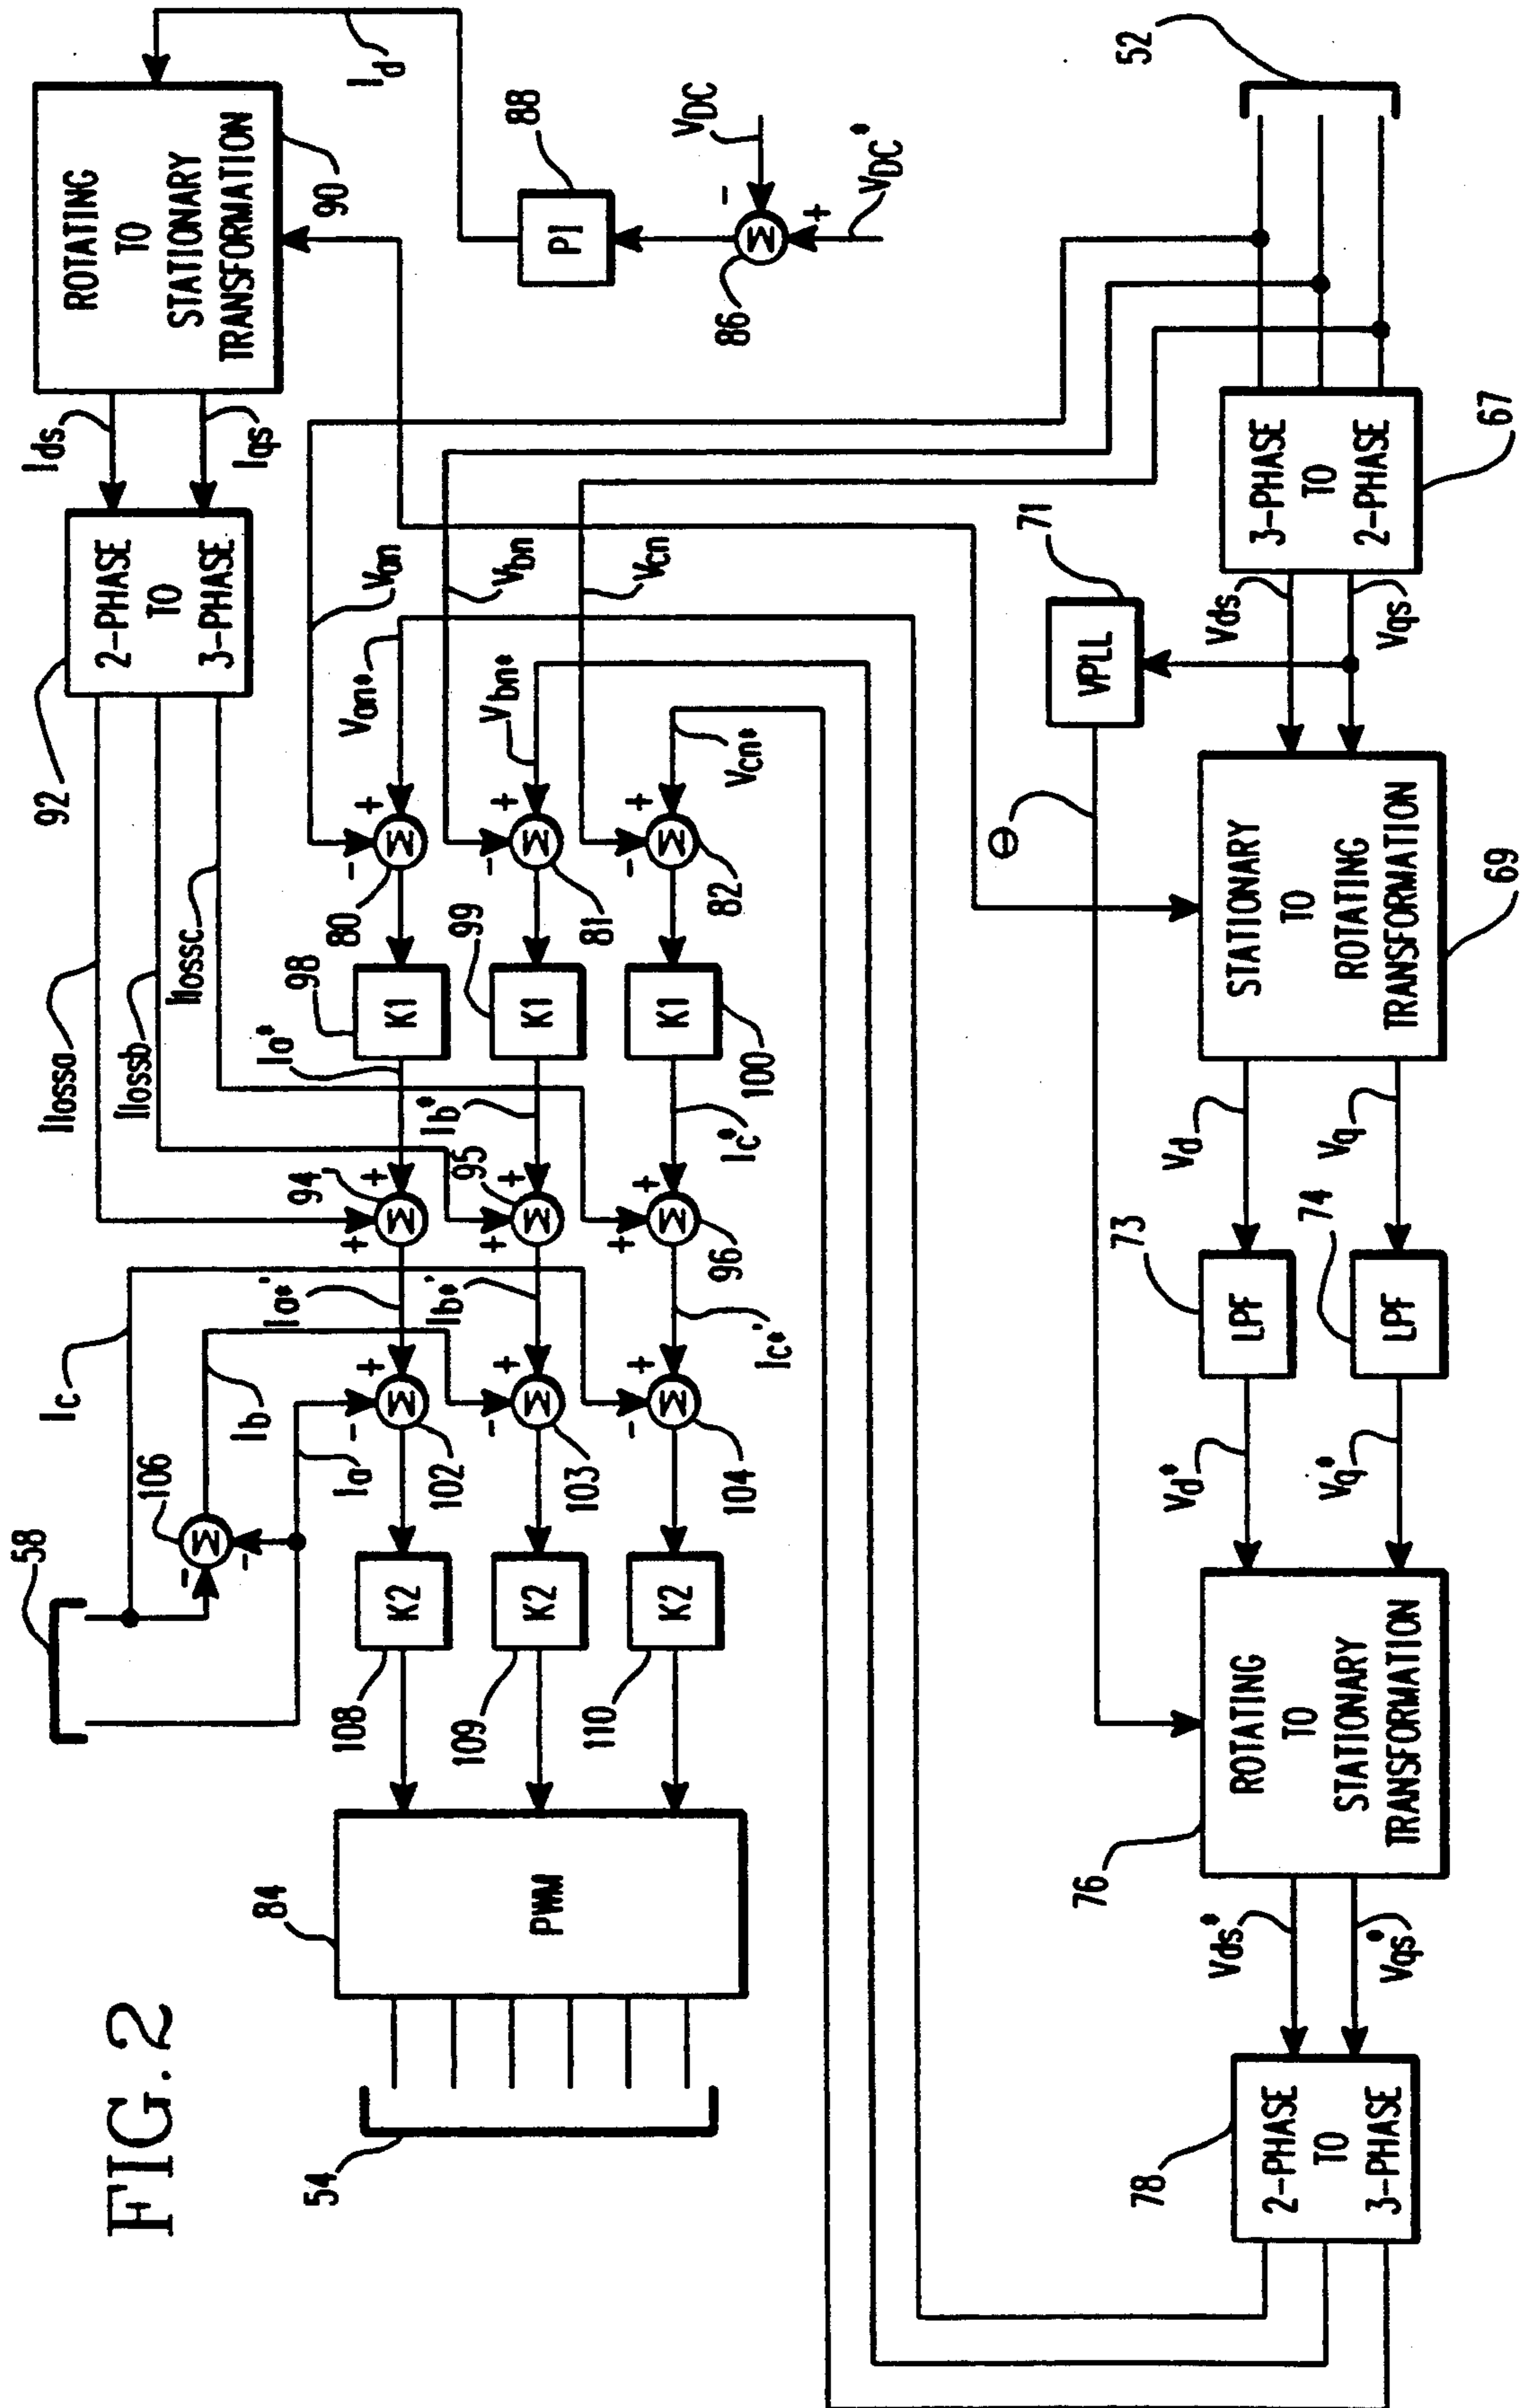 FIG. 2
58
106
Ic
Ib
Ia
92
2-PHASE
TO
3-PHASE
Ids
Iqs
ROTATING
TO
STATIONARY
TRANSFORMATION
90
Id
88
PI
86
Σ
-
+
VDC
VDC*
Ilossa
Ilossb
Ilossc
Van
Vbn
Vcn
Van*
Vbn*
Vcn*
80
81
82
Σ
Σ
Σ
-
+
-
+
-
+
98
99
100
K1
K1
K1
Ia*
Ib*
Ic*
94
95
96
Σ
Σ
Σ
+
+
+
+
+
+
Ia*'
Ib*'
Ic*'
102
103
104
Σ
Σ
Σ
-
+
-
+
-
+
Σ
-
-
108
109
110
K2
K2
K2
84
PWM
54
52
67
3-PHASE
TO
2-PHASE
Vds
Vqs
71
VPLL
Θ
69
STATIONARY
TO
ROTATING
TRANSFORMATION
Vd
Vq
73
74
LPF
LPF
Vd*
Vq*
76
ROTATING
TO
STATIONARY
TRANSFORMATION
Vds*
Vqs*
78
2-PHASE
TO
3-PHASE